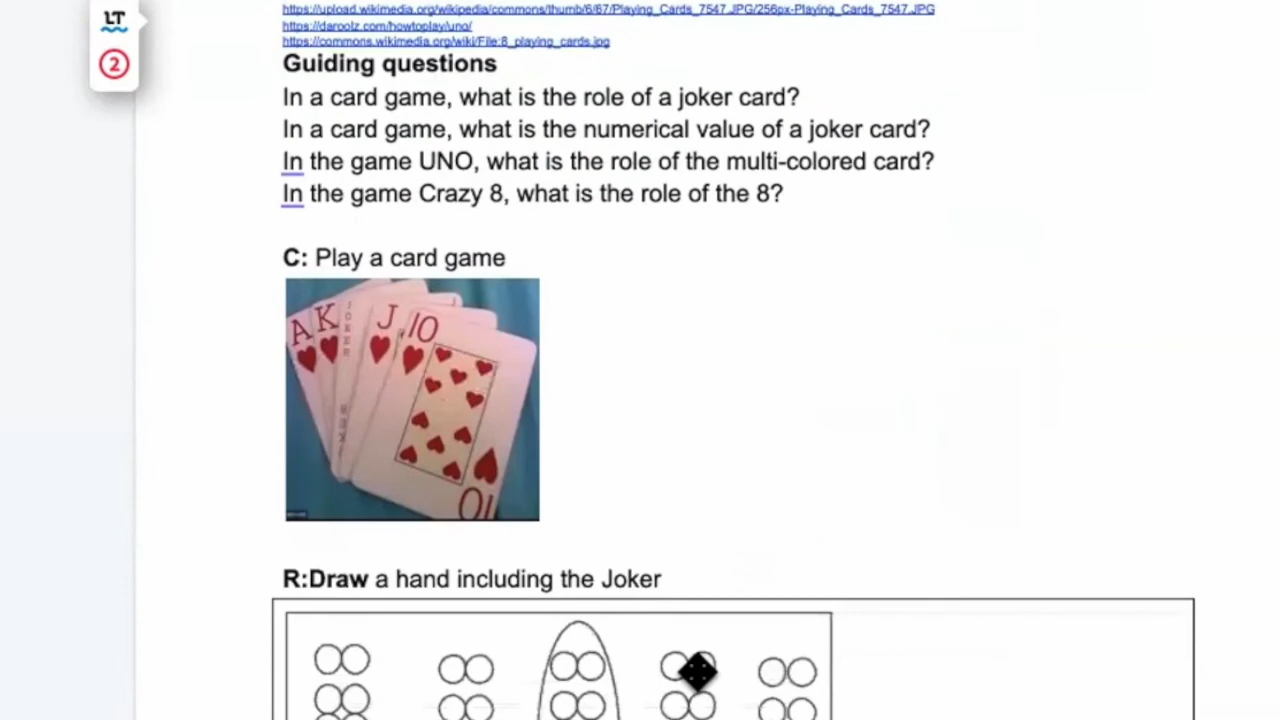 LT
2
https://upload.wikimedia.org/wikipedia/commons/thumb/6/67/Playing_Cards_7547.JPG/256px-Playing_Cards_7547.JPG
https://daroolz.com/howtoplay/uno/
https://commons.wikimedia.org/wiki/File:8_playing_cards.jpg
Guiding questions
In a card game, what is the role of a joker card?
In a card game, what is the numerical value of a joker card?
In the game UNO, what is the role of the multi-colored card?
In the game Crazy 8, what is the role of the 8?
C: Play a card game
A K JOKER J 10
10
R:Draw a hand including the Joker